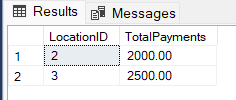 Results Messages
LocationID TotalPayments
1 2 2000.00
2 3 2500.00